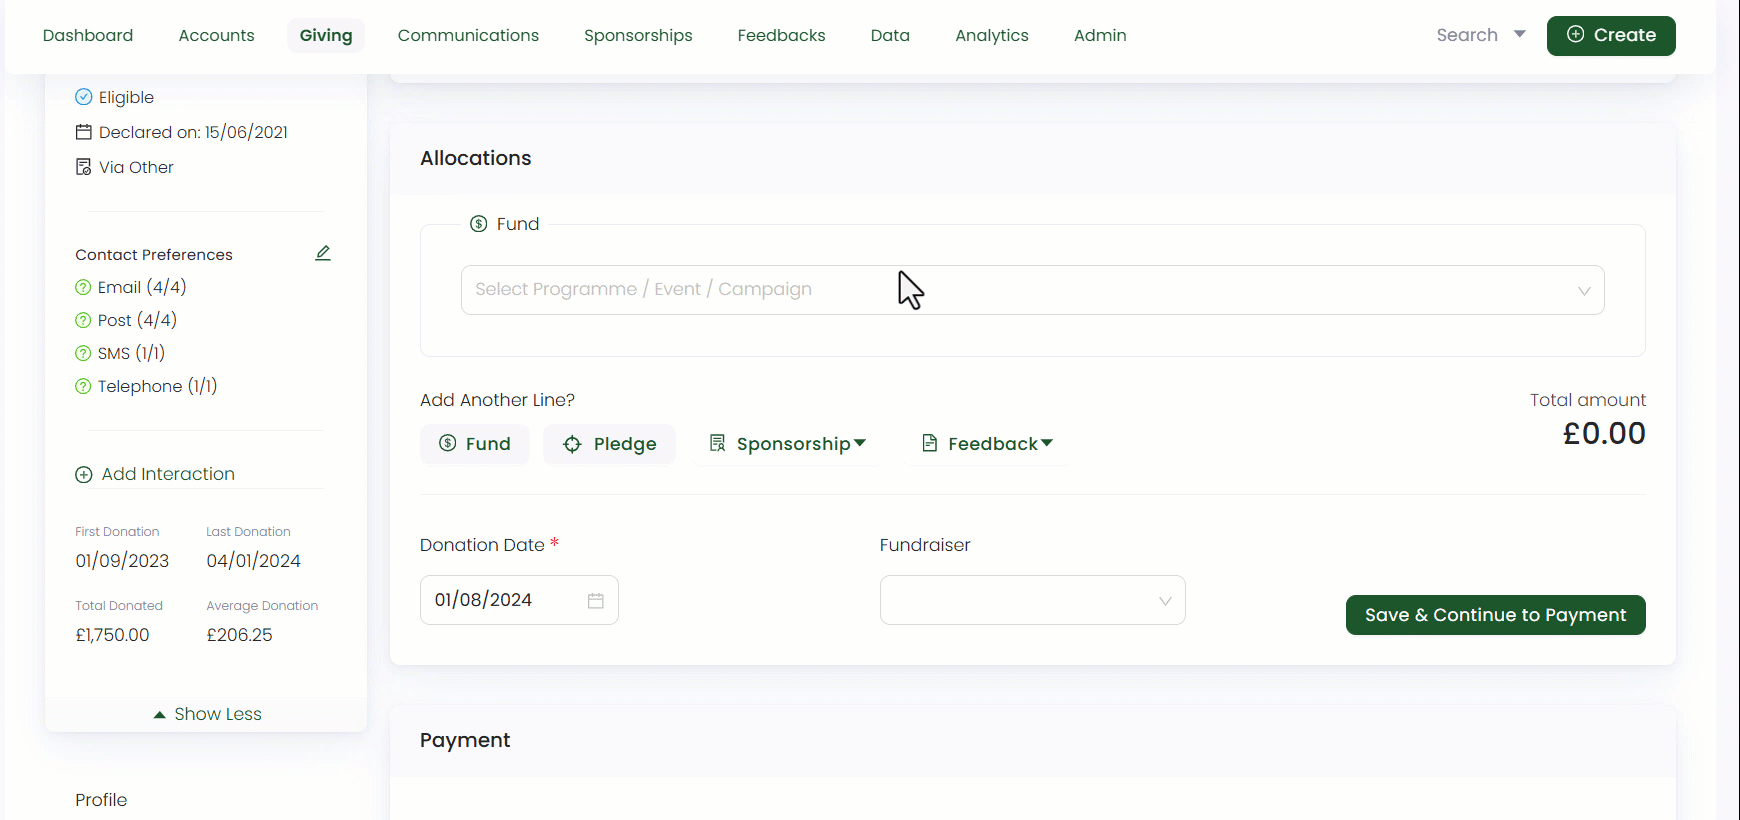 Dashboard Accounts Giving Communications Sponsorships Feedbacks Data Analytics Admin Search Create
Eligible
Declared on: 15/06/2021
Via Other
Contact Preferences
Email (4/4)
Post (4/4)
SMS (1/1)
Telephone (1/1)
Add Interaction
First Donation Last Donation
01/09/2023 04/01/2024
Total Donated Average Donation
£1,750.00 £206.25
Show Less
Profile
Allocations
Fund
Select Programme / Event / Campaign
Add Another Line?
Fund Pledge Sponsorship Feedback
Total amount
£0.00
Donation Date * Fundraiser
01/08/2024
Save & Continue to Payment
Payment